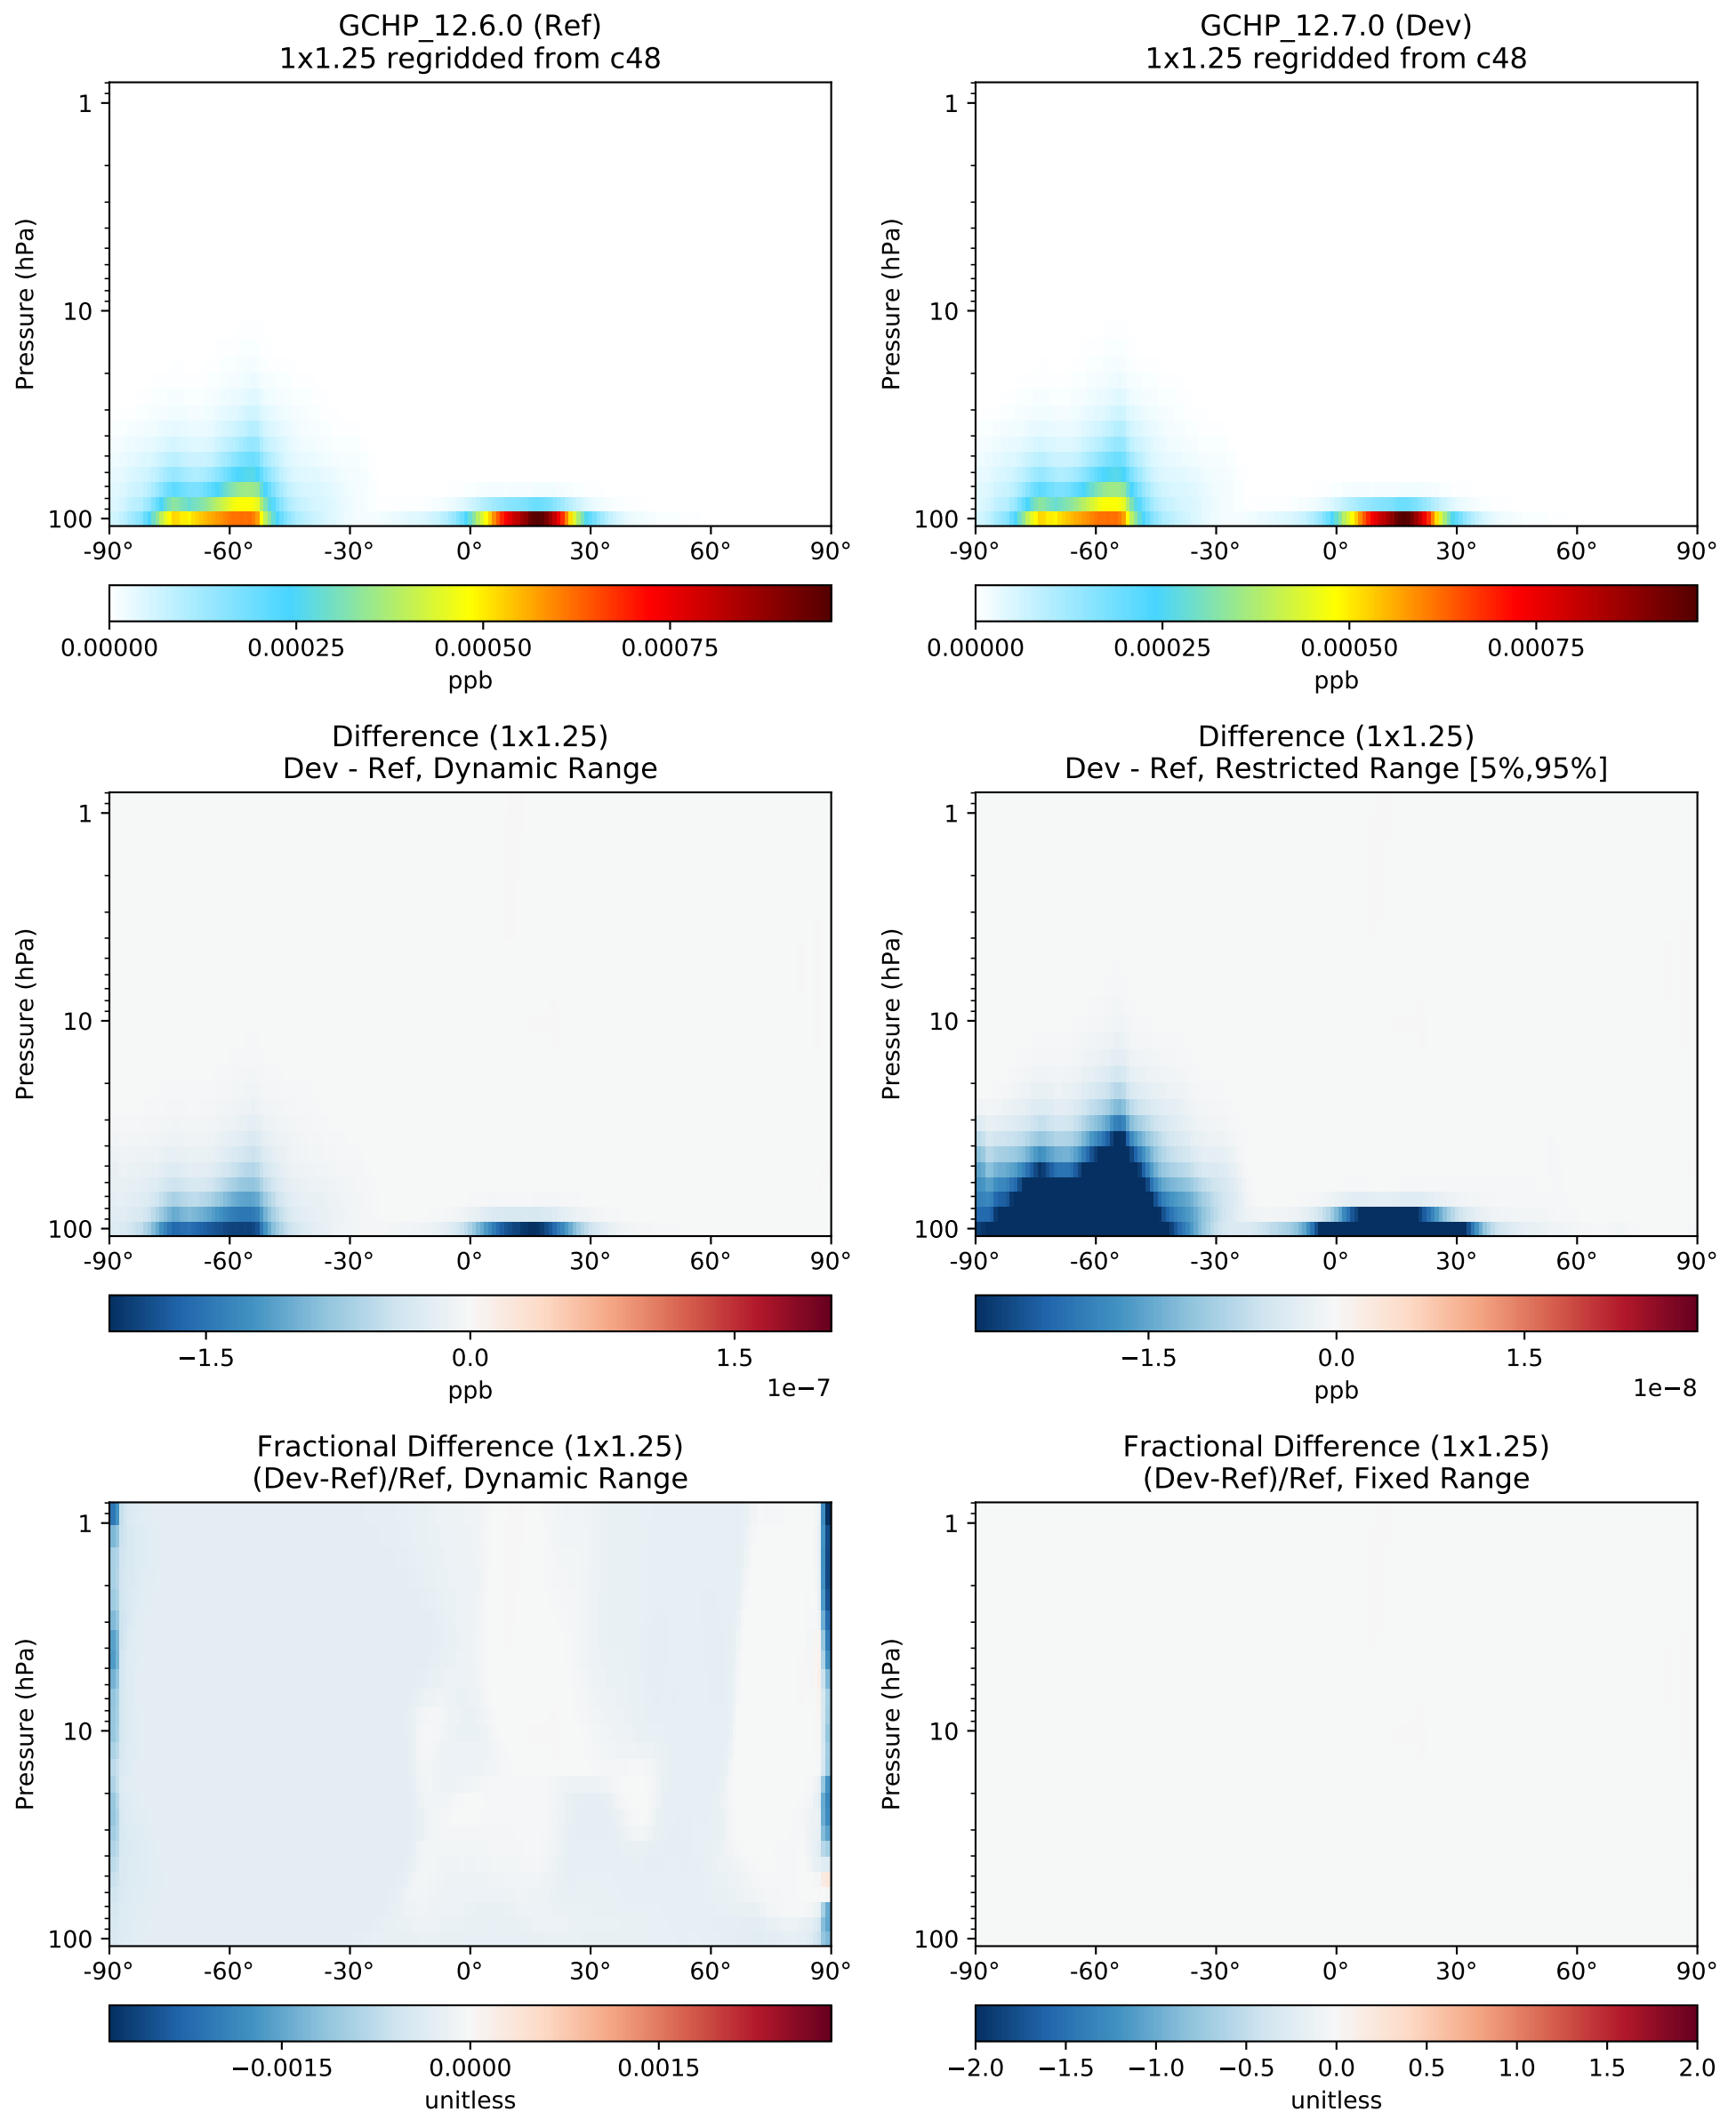 GCHP_12.6.0 (Ref)
1x1.25 regridded from c48
Pressure (hPa)
1
10
100
-90° -60° -30° 0° 30° 60° 90°
0.00000 0.00025 0.00050 0.00075
ppb
GCHP_12.7.0 (Dev)
1x1.25 regridded from c48
Pressure (hPa)
1
10
100
-90° -60° -30° 0° 30° 60° 90°
0.00000 0.00025 0.00050 0.00075
ppb
Difference (1x1.25)
Dev - Ref, Dynamic Range
Pressure (hPa)
1
10
100
-90° -60° -30° 0° 30° 60° 90°
−1.5 0.0 1.5
1e−7
ppb
Difference (1x1.25)
Dev - Ref, Restricted Range [5%,95%]
Pressure (hPa)
1
10
100
-90° -60° -30° 0° 30° 60° 90°
−1.5 0.0 1.5
1e−8
ppb
Fractional Difference (1x1.25)
(Dev-Ref)/Ref, Dynamic Range
Pressure (hPa)
1
10
100
-90° -60° -30° 0° 30° 60° 90°
−0.0015 0.0000 0.0015
unitless
Fractional Difference (1x1.25)
(Dev-Ref)/Ref, Fixed Range
Pressure (hPa)
1
10
100
-90° -60° -30° 0° 30° 60° 90°
−2.0 −1.5 −1.0 −0.5 0.0 0.5 1.0 1.5 2.0
unitless